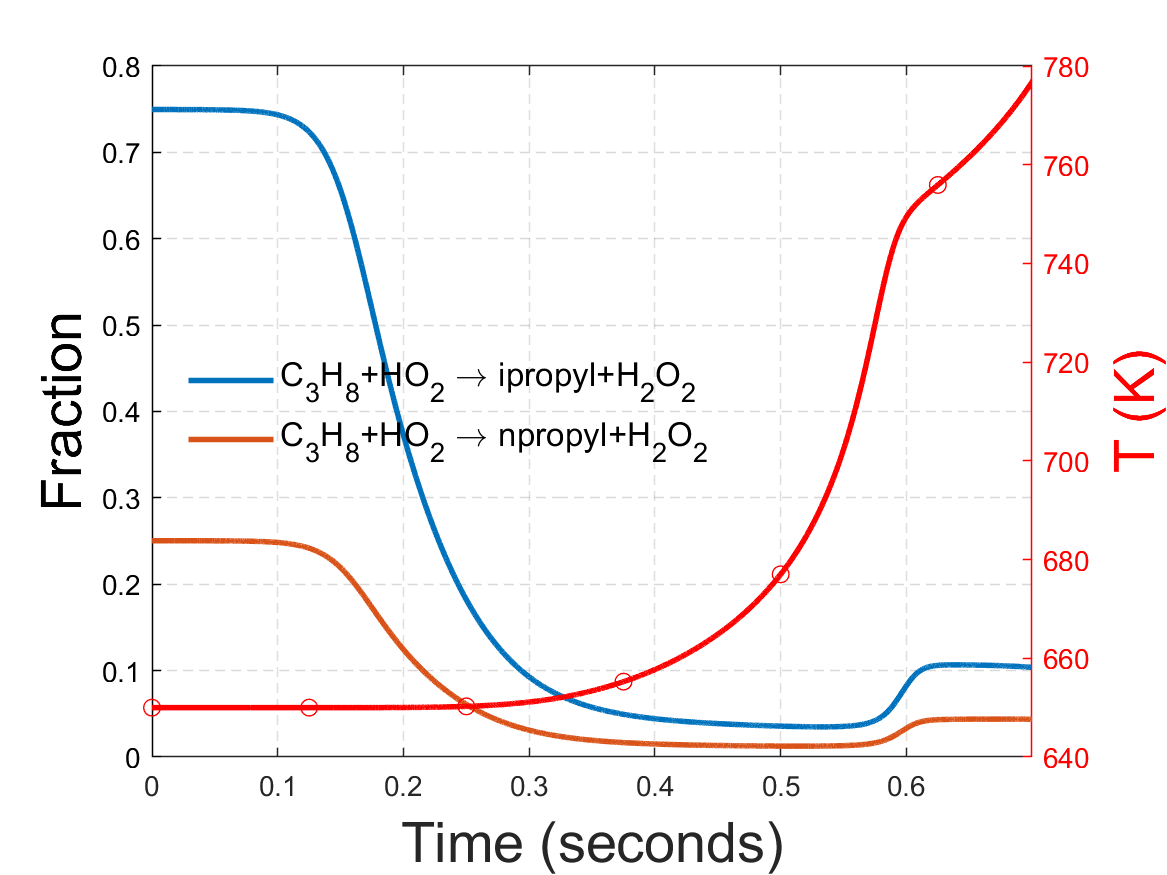 0.8
0.7
0.6
0.5
0.4
0.3
0.2
0.1
0
Fraction
C₃H₈+HO₂ → ipropyl+H₂O₂
C₃H₈+HO₂ → npropyl+H₂O₂
780
760
740
720
700
680
660
640
T (K)
0 0.1 0.2 0.3 0.4 0.5 0.6
Time (seconds)